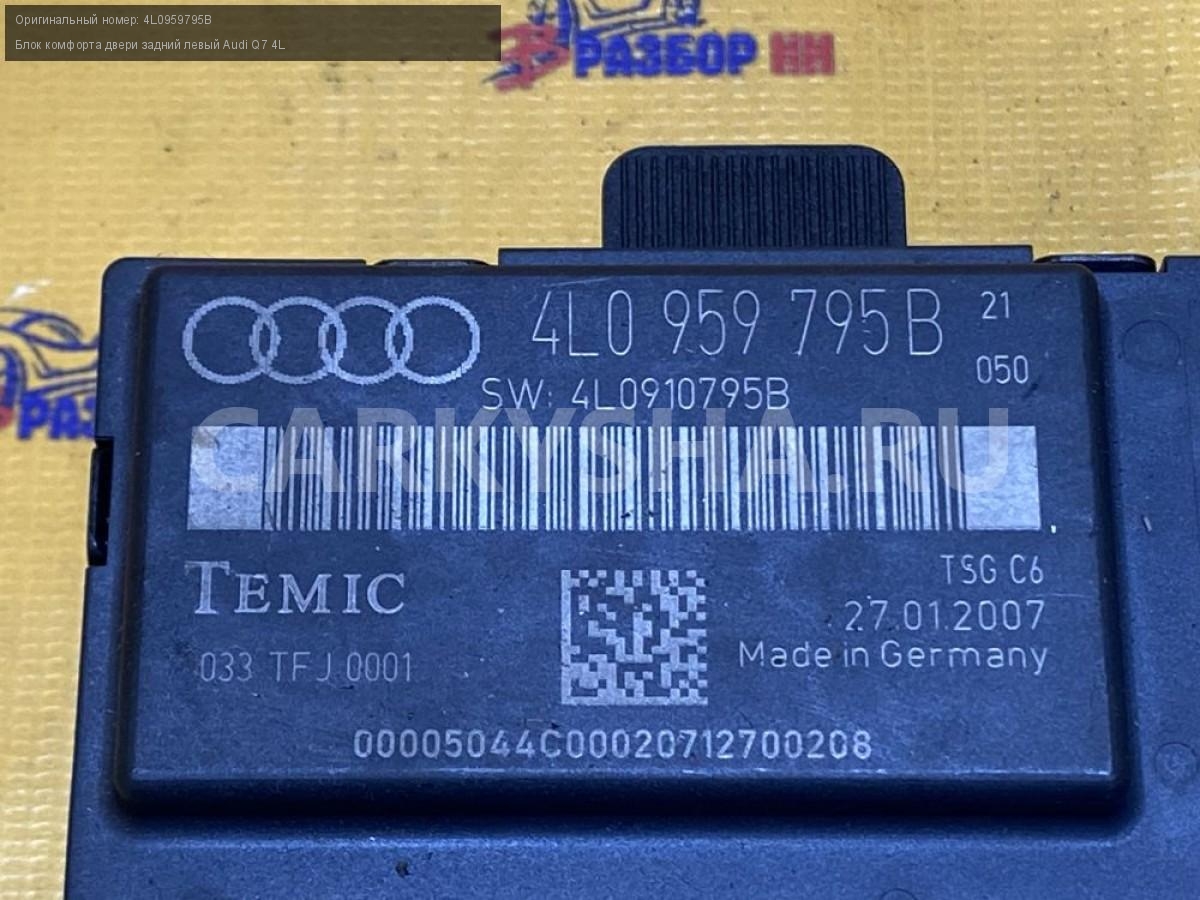 Оригинальный номер: 4L0959795B
Блок комфорта двери задний левый Audi Q7 4L
РАЗБОР НН
4L0 959 795B 21
050
SW: 4L0910795B
CARKYSHA.RU
TEMIC
TSG C6
27.01.2007
Made in Germany
033 TFJ 0001
00005044C00020712700208